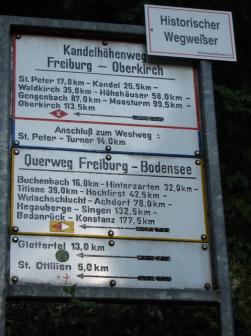 Historischer
Wegweißer
Kandelhöhenweg
Freiburg — Oberkirch
St. Peter 17,0km - Kandel 25,5km -
Waldkirch 35,0km - Höhehäuser 58,0km -
Gengenbach 87,0km - Moosturm 99,5km
Oberkirch 113,5km
Anschluß zum Westweg :
St. Peter - Turner 14,0km
Querweg Freiburg — Bodensee
Buchenbach 16,0km - Hinterzarten 32,0km -
Titisee 39,0km - Hochfirst 42,5km -
Wutachschlucht - Achdorf 78,0km -
Hegauberge - Singen 132,5km -
Bodanrück - Konstanz 177,5km
Glottertal 13,0 km
St. Ottilien 5,0 km